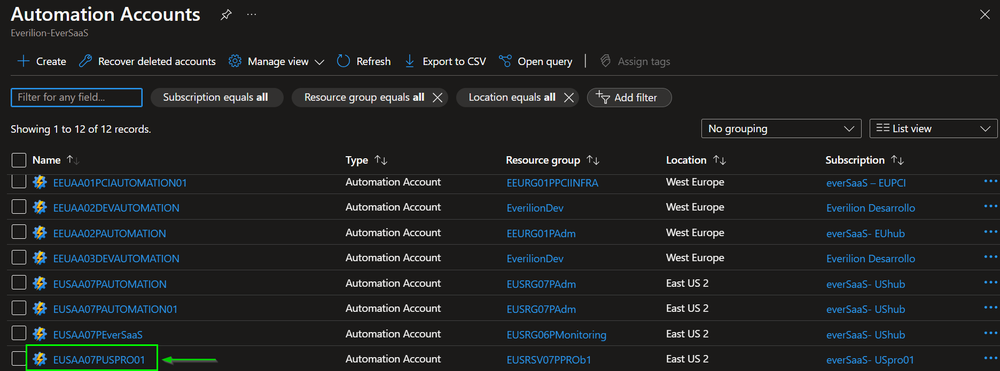 Automation Accounts
Everilion-EverSaaS
Create Recover deleted accounts Manage view Refresh Export to CSV Open query Assign tags
Filter for any field... Subscription equals all Resource group equals all Location equals all Add filter
Showing 1 to 12 of 12 records. No grouping List view
Name Type Resource group Location Subscription
EEUAA01PCIAUTOMATION01 Automation Account EEURG01PPCIINFRA West Europe everSaaS – EUPCI
EEUAA02DEVAUTOMATION Automation Account EverilionDev West Europe Everilion Desarrollo
EEUAA02PAUTOMATION Automation Account EEURG01PAdm West Europe everSaaS- EUhub
EEUAA03DEVAUTOMATION Automation Account EverilionDev West Europe Everilion Desarrollo
EUSAA07PAUTOMATION Automation Account EUSRG07PAdm East US 2 everSaaS- UShub
EUSAA07PAUTOMATION01 Automation Account EUSRG07PAdm East US 2 everSaaS- UShub
EUSAA07PEverSaaS Automation Account EUSRG06PMonitoring East US 2 everSaaS- UShub
EUSAA07PUSPRO01 Automation Account EUSRSV07PPROb1 East US 2 everSaaS- USpro01